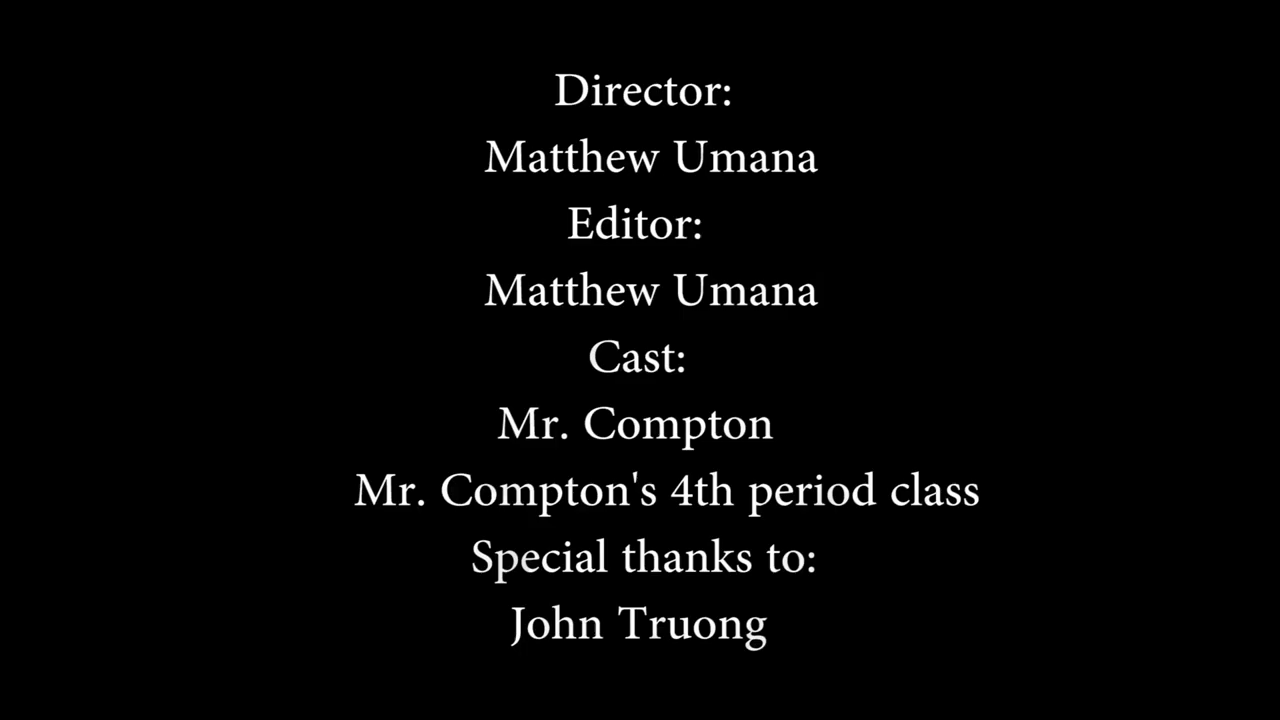 Director:
Matthew Umana
Editor:
Matthew Umana
Cast:
Mr. Compton
Mr. Compton's 4th period class
Special thanks to:
John Truong